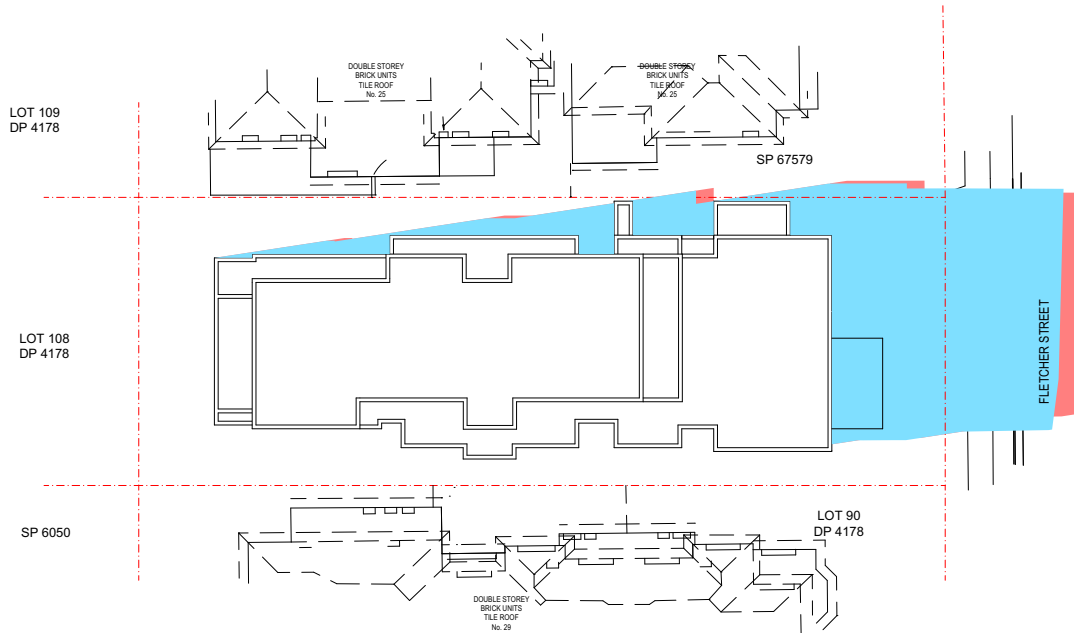 DOUBLE STOREY
BRICK UNITS
TILE ROOF
No. 25
DOUBLE STOREY
BRICK UNITS
TILE ROOF
No. 25
LOT 109
DP 4178
SP 67579
LOT 108
DP 4178
FLETCHER STREET
SP 6050
LOT 90
DP 4178
DOUBLE STOREY
BRICK UNITS
TILE ROOF
No. 29